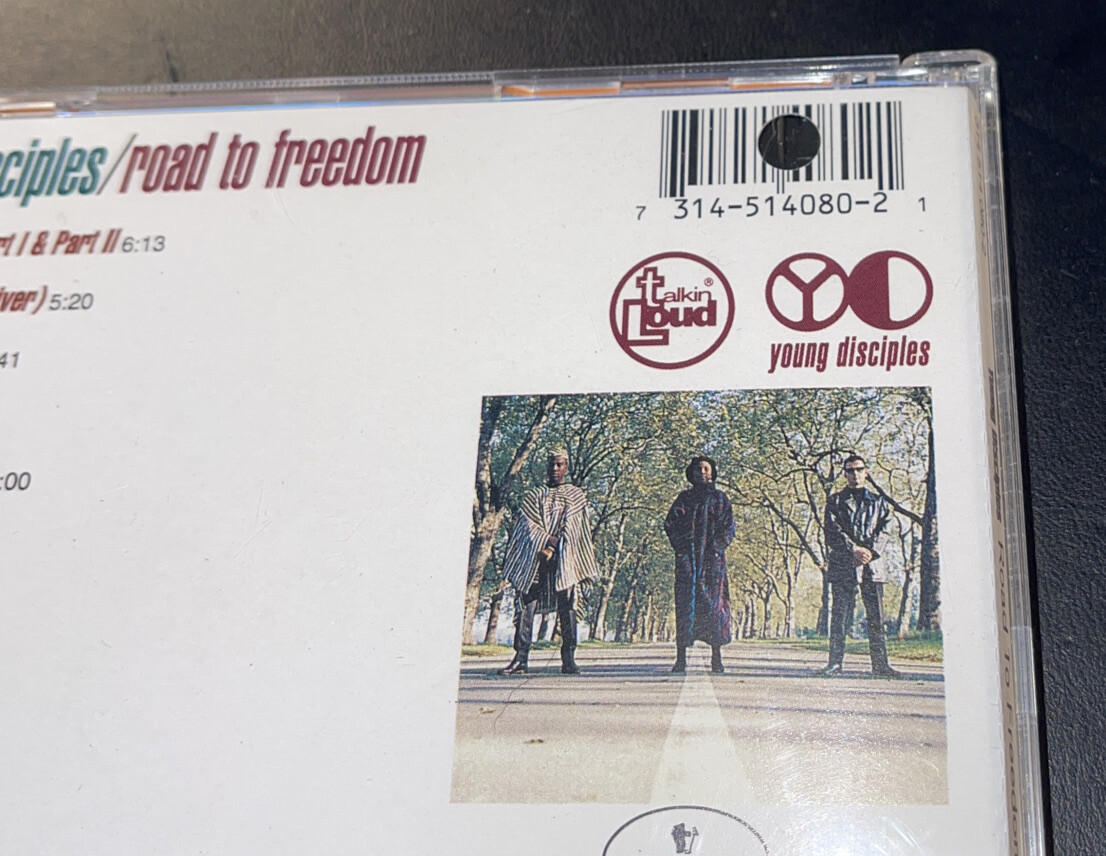 ciples/road to freedom
rt I & Part II 6:13
iver) 5:20
41
:00
7 314-514080-2 1
talkin loud®
YD
young disciples